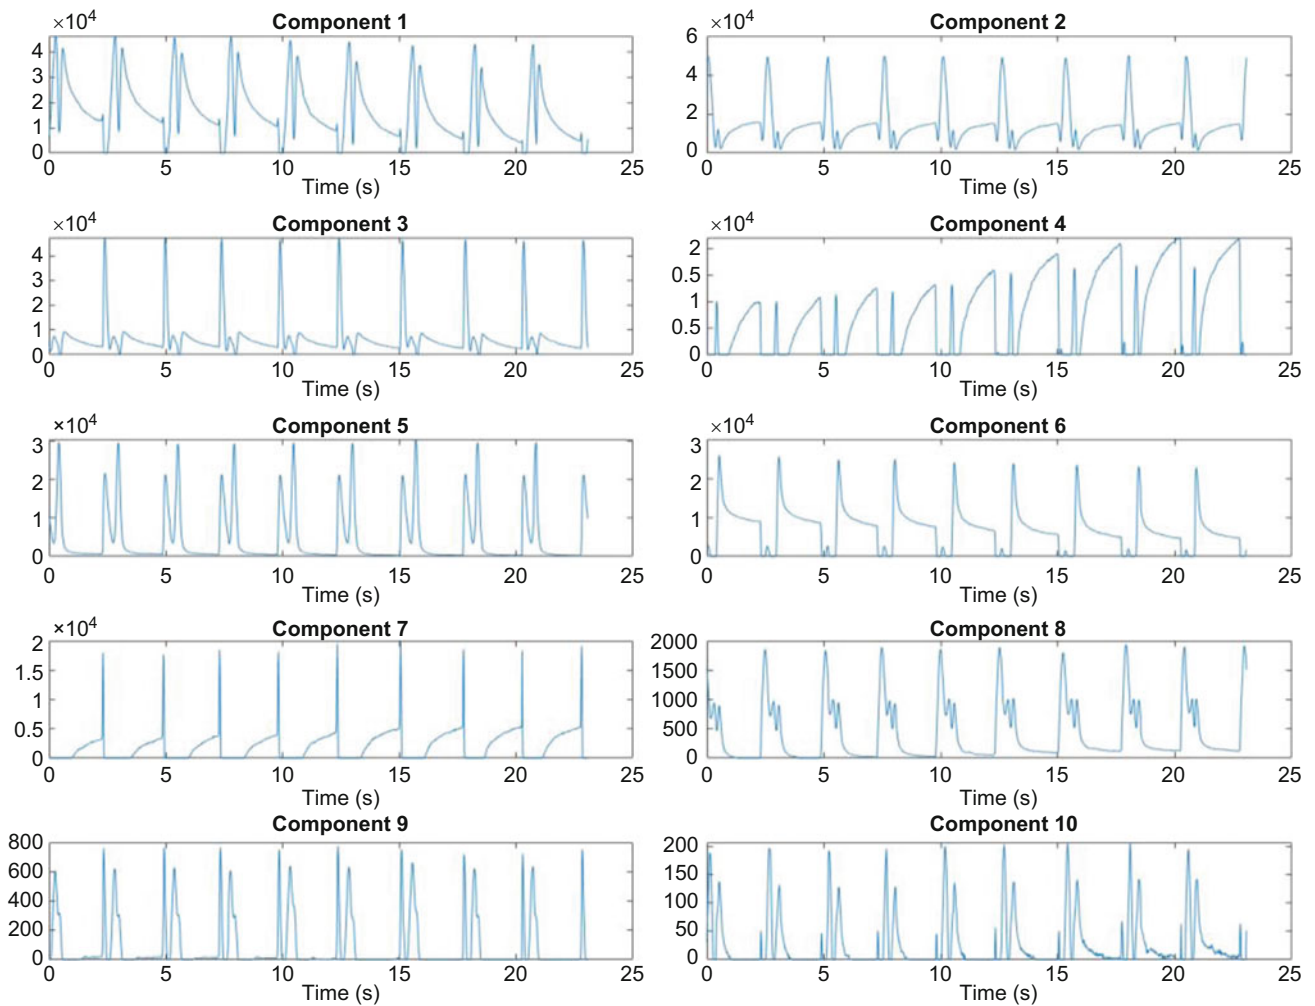 ×10⁴ Component 1
4
3
2
1
0
0 5 10 15 20 25
Time (s)
×10⁴ Component 2
6
4
2
0
0 5 10 15 20 25
Time (s)
×10⁴ Component 3
4
3
2
1
0
0 5 10 15 20 25
Time (s)
×10⁴ Component 4
2
0.5
1
0.5
0
0 5 10 15 20 25
Time (s)
×10⁴ Component 5
3
2
1
0
0 5 10 15 20 25
Time (s)
×10⁴ Component 6
3
2
1
0
0 5 10 15 20 25
Time (s)
×10⁴ Component 7
2
1.5
1
0.5
0
0 5 10 15 20 25
Time (s)
Component 8
2000
1500
1000
500
0
0 5 10 15 20 25
Time (s)
Component 9
800
600
400
200
0
0 5 10 15 20 25
Time (s)
Component 10
200
150
100
50
0
0 5 10 15 20 25
Time (s)